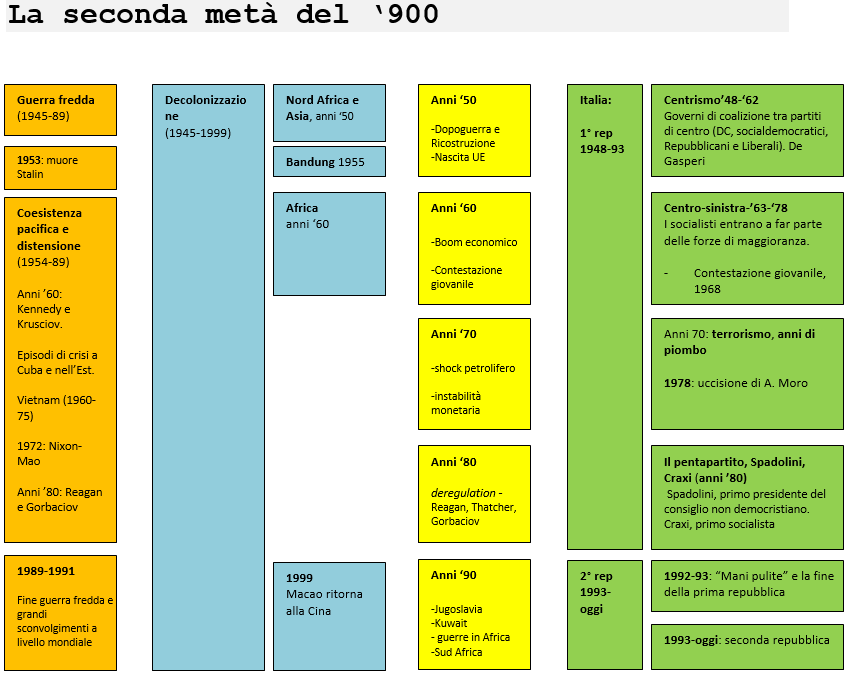 La seconda metà del ‘900
Guerra fredda
(1945-89)
1953: muore
Stalin
Coesistenza
pacifica e
distensione
(1954-89)
Anni ’60:
Kennedy e
Krusciov.
Episodi di crisi a
Cuba e nell’Est.
Vietnam (1960-
75)
1972: Nixon-
Mao
Anni ’80: Reagan
e Gorbaciov
1989-1991
Fine guerra fredda e
grandi
sconvolgimenti a
livello mondiale
Decolonizzazio
ne
(1945-1999)
Nord Africa e
Asia, anni ‘50
Bandung 1955
Africa
anni ‘60
1999
Macao ritorna
alla Cina
Anni ‘50
-Dopoguerra e
Ricostruzione
-Nascita UE
Anni ‘60
-Boom economico
-Contestazione
giovanile
Anni ‘70
-shock petrolifero
-instabilità
monetaria
Anni ‘80
deregulation -
Reagan, Thatcher,
Gorbaciov
Anni ‘90
-Jugoslavia
-Kuwait
- guerre in Africa
-Sud Africa
Italia:
1° rep
1948-93
2° rep
1993-
oggi
Centrismo’48-‘62
Governi di coalizione tra partiti
di centro (DC, socialdemocratici,
Repubblicani e Liberali). De
Gasperi
Centro-sinistra-’63-‘78
I socialisti entrano a far parte
delle forze di maggioranza.
- Contestazione giovanile,
1968
Anni 70: terrorismo, anni di
piombo
1978: uccisione di A. Moro
Il pentapartito, Spadolini,
Craxi (anni ’80)
Spadolini, primo presidente del
consiglio non democristiano.
Craxi, primo socialista
1992-93: “Mani pulite” e la fine
della prima repubblica
1993-oggi: seconda repubblica